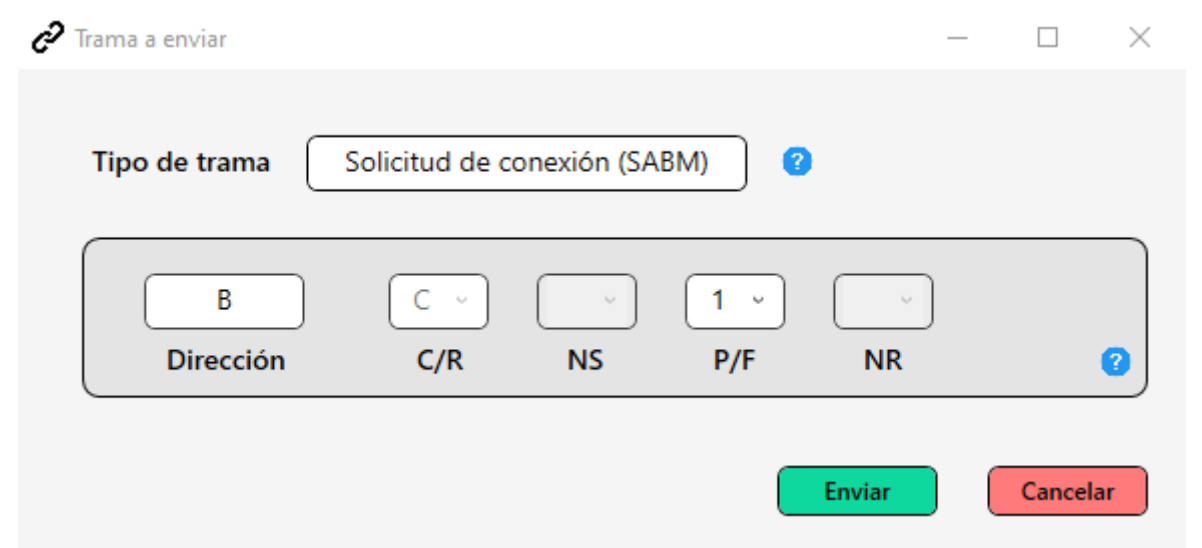 Trama a enviar
Tipo de trama Solicitud de conexión (SABM) ?
B C 1
Dirección C/R NS P/F NR ?
Enviar Cancelar